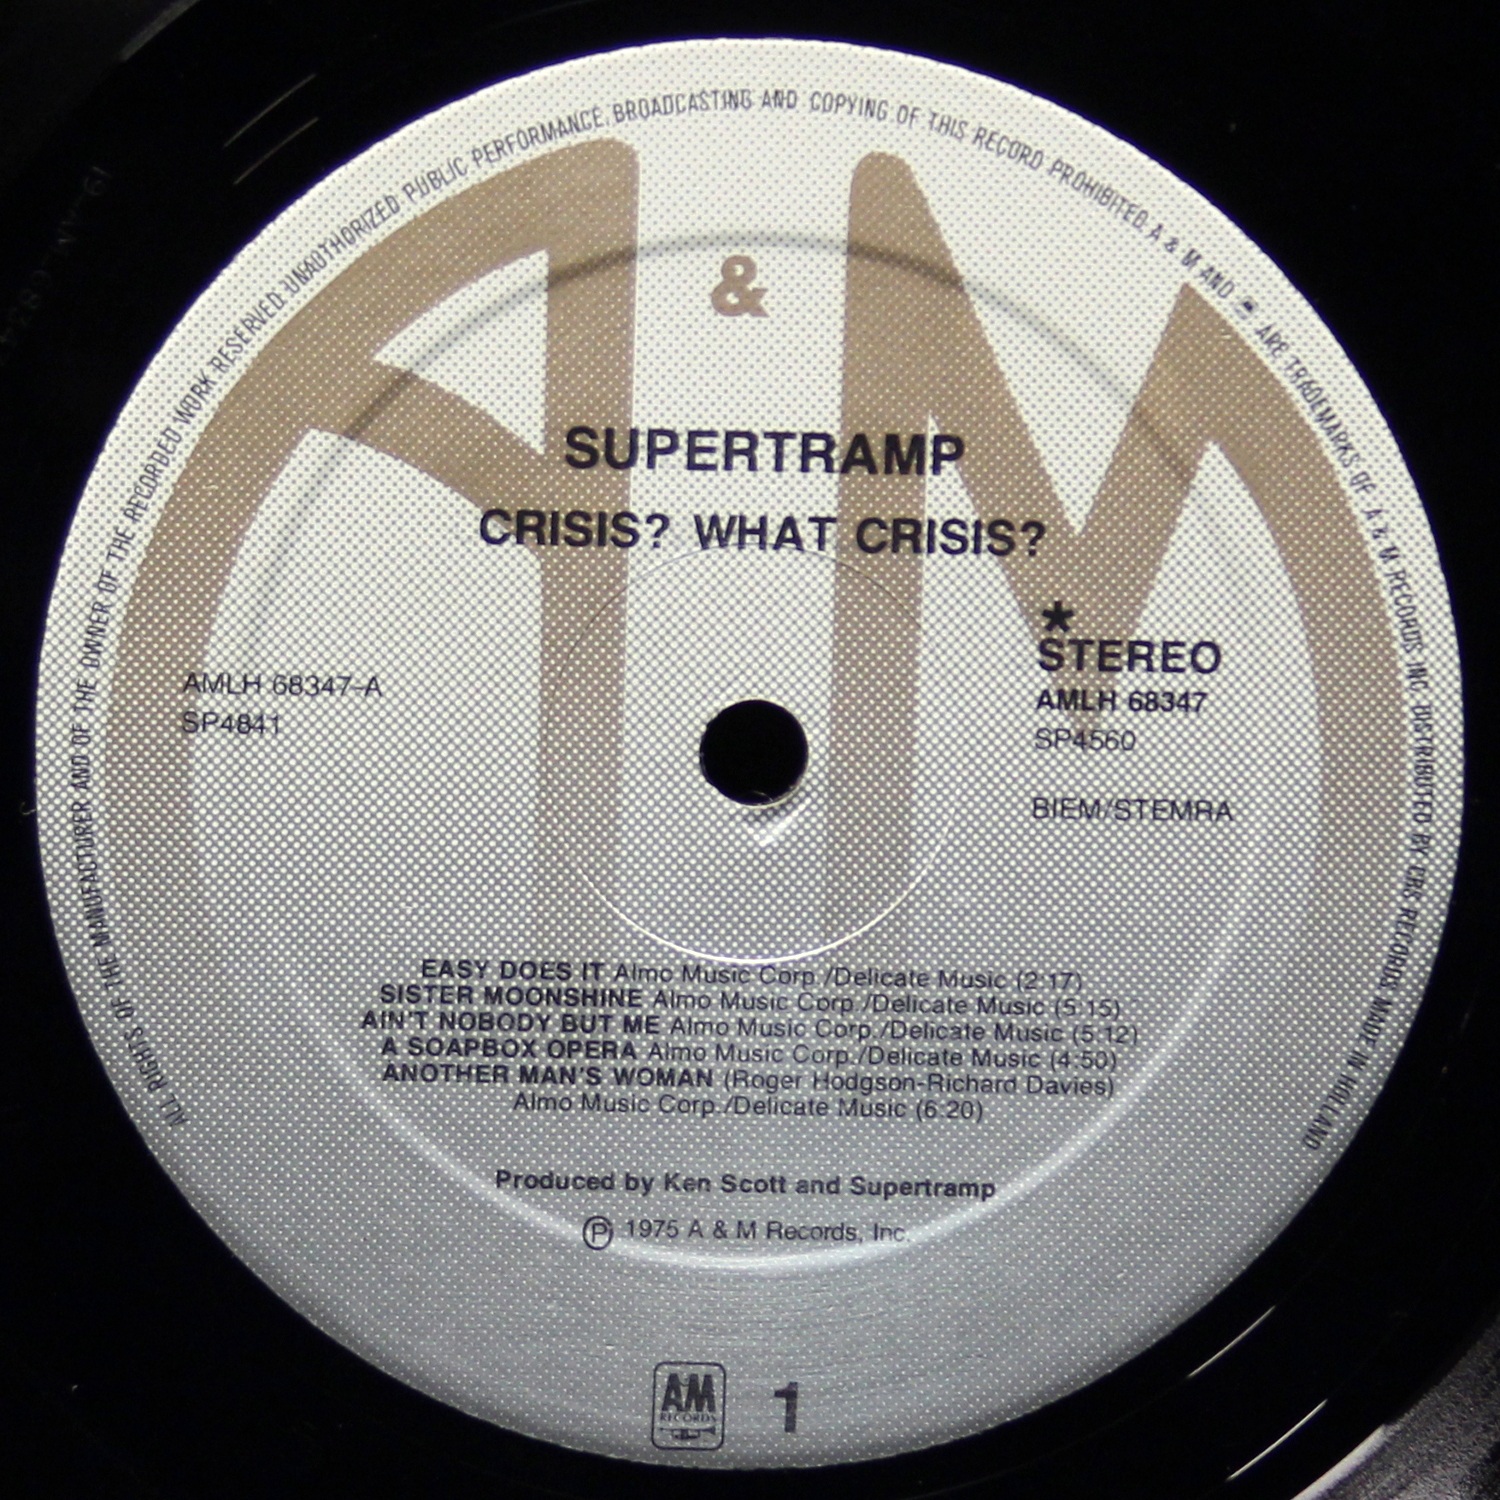 ALL RIGHTS OF THE MANUFACTURER AND OF THE OWNER OF THE RECORDED WORK RESERVED. UNAUTHORIZED PUBLIC PERFORMANCE, BROADCASTING AND COPYING OF THIS RECORD PROHIBITED. A & M AND ARE TRADEMARKS OF A & M RECORDS, INC. DISTRIBUTED BY CBS RECORDS MADE IN HOLLAND
A & M
SUPERTRAMP
CRISIS? WHAT CRISIS?
*
STEREO
AMLH 68347-A
AMLH 68347
SP4841
SP4560
BIEM/STEMRA
EASY DOES IT Almo Music Corp./Delicate Music (2:17)
SISTER MOONSHINE Almo Music Corp./Delicate Music (5:15)
AIN'T NOBODY BUT ME Almo Music Corp./Delicate Music (5:12)
A SOAPBOX OPERA Almo Music Corp./Delicate Music (4:50)
ANOTHER MAN'S WOMAN (Roger Hodgson-Richard Davies)
Almo Music Corp./Delicate Music (6:20)
Produced by Ken Scott and Supertramp
Ⓟ 1975 A & M Records, Inc.
AM
RECORDS
1